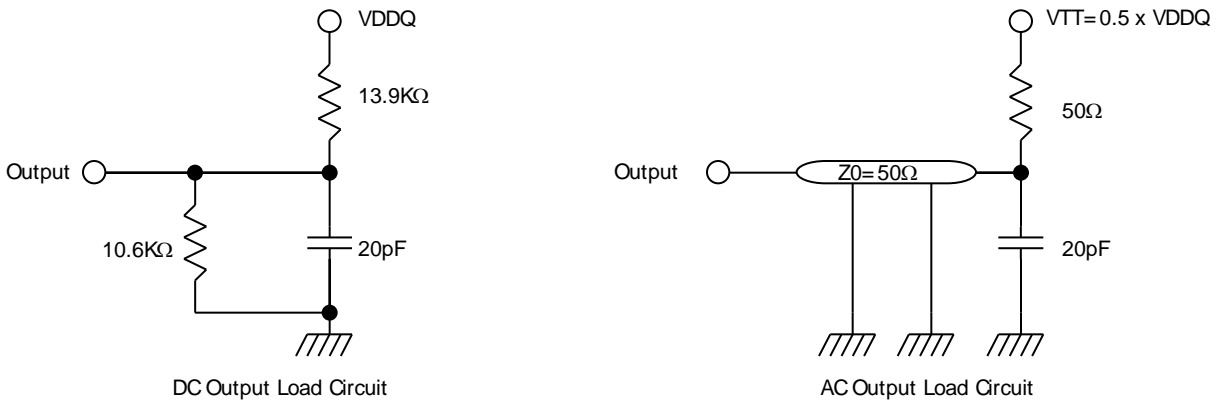 VDDQ
13.9KΩ
Output
10.6KΩ
20pF
DC Output Load Circuit
VTT=0.5 x VDDQ
50Ω
Output
Z0=50Ω
20pF
AC Output Load Circuit